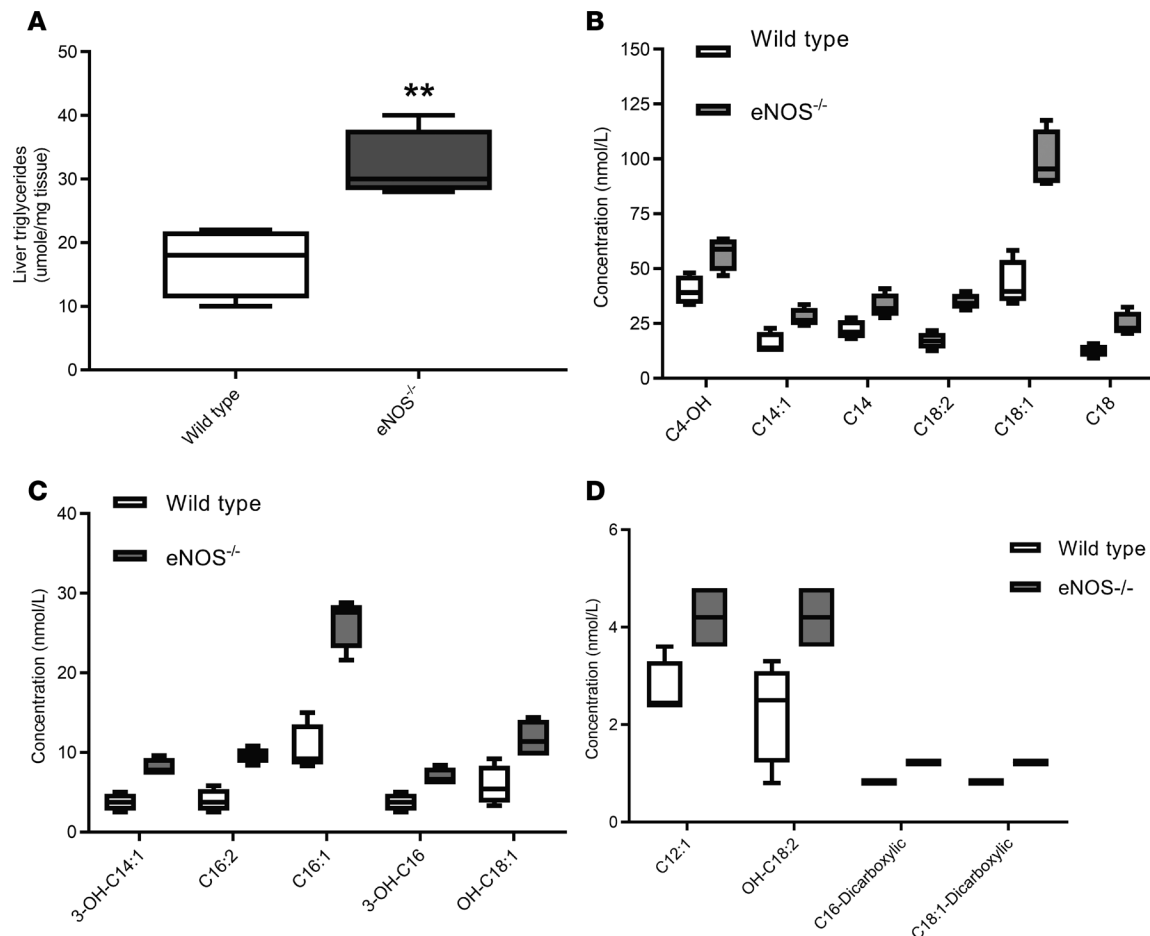 A
Liver triglycerides
(umole/mg tissue)
50
40
30
20
10
0
**
Wild type
eNOS-/-
B
Wild type
eNOS-/-
Concentration (nmol/L)
150
125
100
75
50
25
0
C4-OH
C14:1
C14
C18:2
C18:1
C18
C
Wild type
eNOS-/-
Concentration (nmol/L)
40
30
20
10
0
3-OH-C14:1
C16:2
C16:1
3-OH-C16
OH-C18:1
D
Wild type
eNOS-/-
Concentration (nmol/L)
6
4
2
0
C12:1
OH-C18:2
C16-Dicarboxylic
C18:1-Dicarboxylic